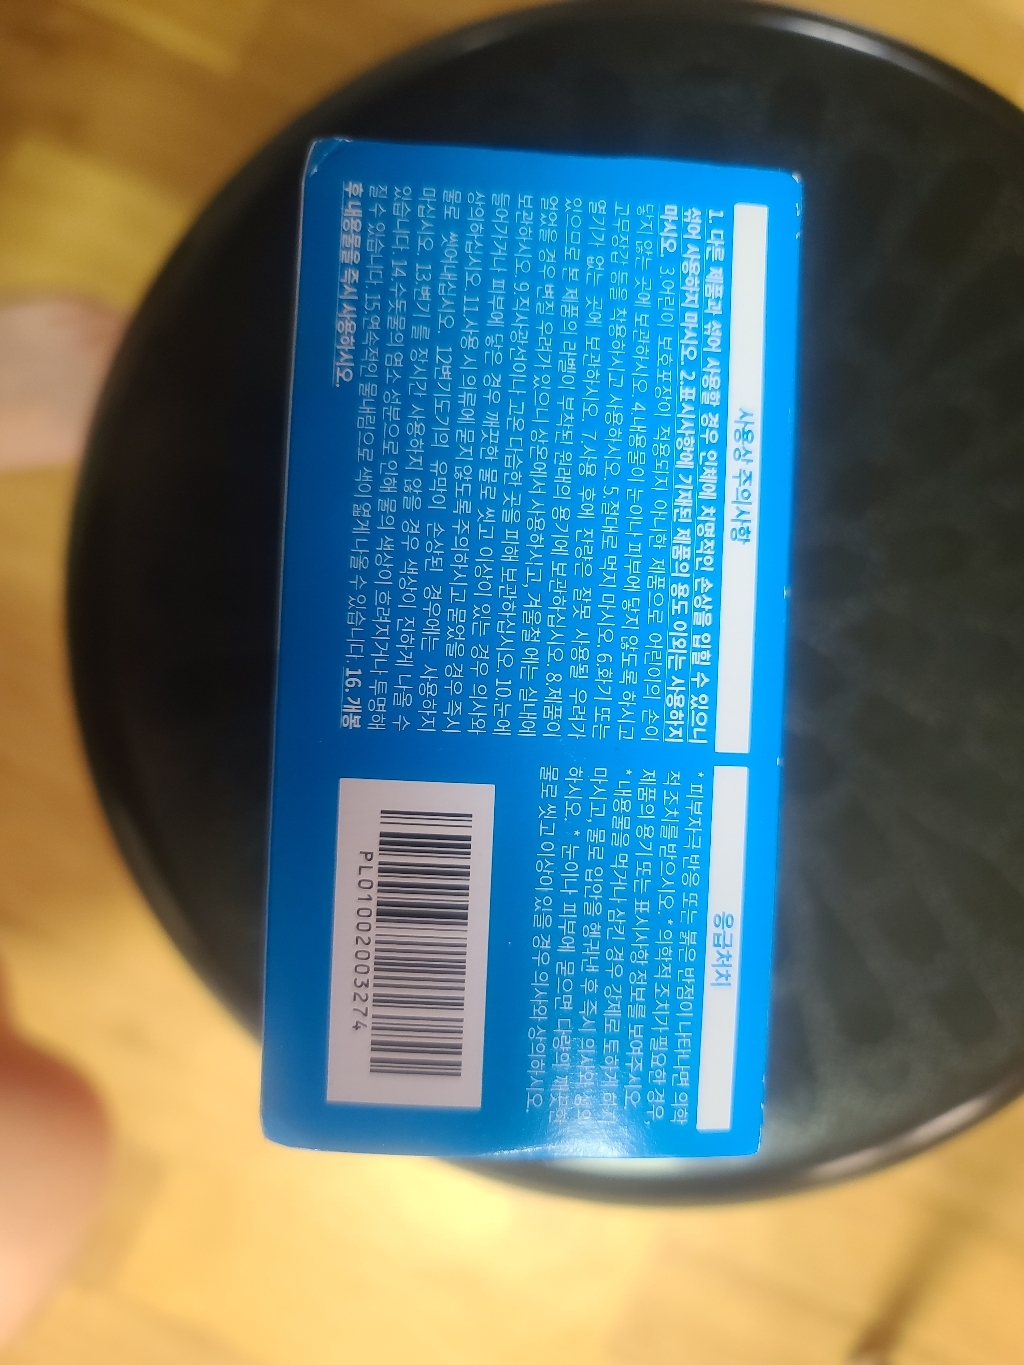 사용상 주의사항
1. 다른 제품과 섞어 사용할 경우 인체에 치명적인 손상을 입힐 수 있으니
섞어 사용하지 마시오. 2.표시사항에 기재된 제품의 용도 이외는 사용하지
마시오. 3.어린이 보호포장이 적용되지 아니한 제품으로 어린이의 손이
닿지 않는 곳에 보관하시오. 4.내용물이 눈이나 피부에 닿지 않도록 하시고
고무장갑 등을 착용하시고 사용하시오. 5.절대로 먹지 마시오. 6.화기 또는
열기가 없는 곳에 보관하시오. 7.사용 후에 잔량은 잘못 사용될 우려가
있으므로 본 제품의 라벨이 부착된 원래의 용기에 보관하십시오. 8.제품이
얼었을 경우 변질 우려가 있으니 상온에서 사용하시고, 겨울철에는 실내에
보관하시오. 9.직사광선이나 고온 다습한 곳을 피해 보관하십시오. 10.눈에
들어가거나 피부에 닿은 경우 깨끗한 물로 씻고 이상이 있는 경우 의사와
상의하십시오. 11.사용 시 의류에 묻지 않도록 주의하시고 묻었을 경우 즉시
물로 씻어내십시오. 12변기도기의 유막이 손상된 경우에는 사용하지
마십시오. 13.변기 를 장시간 사용하지 않을 경우 색상이 진하게 나올 수
있습니다. 14.수돗물의 염소 성분으로 인해 물의 색상이 흐려지거나 투명해
질 수 있습니다. 15.연속적인 물내림으로 색이 엷게 나올 수 있습니다. 16. 개봉
후 내용물을 즉시 사용하시오.
응급처치
* 피부자극 반응 또는 붉은 반점이 나타나면 의학
적 조치를 받으시오. * 의학적 조치가 필요한 경우,
제품의 용기 또는 표시사항 정보를 보여주시오.
* 내용물을 먹거나 삼킨 경우 강제로 토하게 하지
마시고, 물로 입안을 헹궈낸 후 즉시 의사와 상의
하시오. * 눈이나 피부에 묻으면 다량의 깨끗한
물로 씻고 이상이 있을 경우 의사와 상의하시오.
PL01002003274